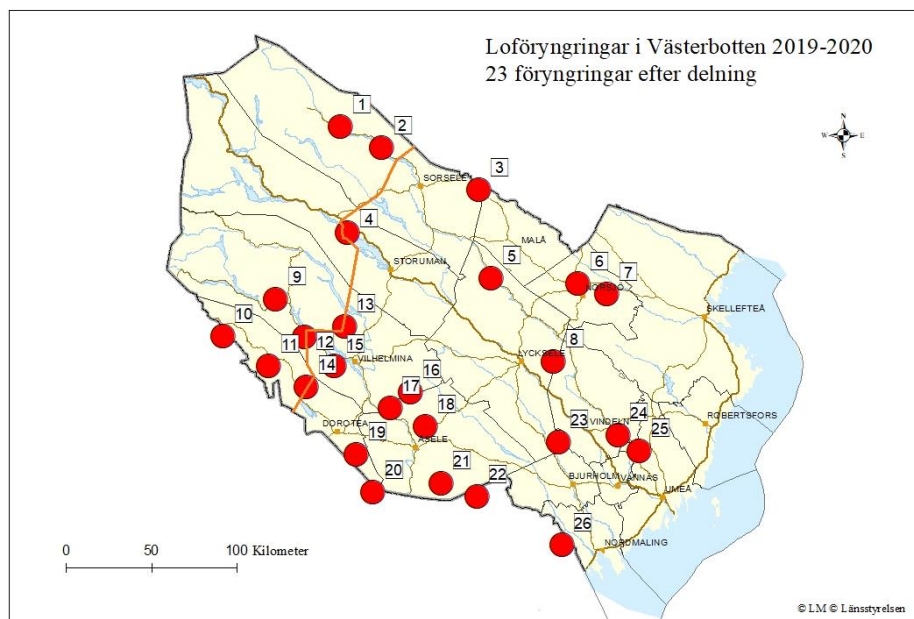 Loföryngringar i Västerbotten 2019-2020
23 föryngringar efter delning
N
W E
S
1
2
3
SORSELE
4
MALÅ
5
STORUMAN
6
7
NORSJÖ
9
SKELLEFTEÅ
13
10
8
11
12
15
LYCKSELE
VILHELMINA
14
16
17
18
ROBERTSFORS
DOROTEA
19
23
VINDELN
24
25
ÅSELE
20
21
22
BJURHOLM
VÄNNÄS
UMEÅ
26
NORDMALING
0 50 100 Kilometer
© LM © Länsstyrelsen